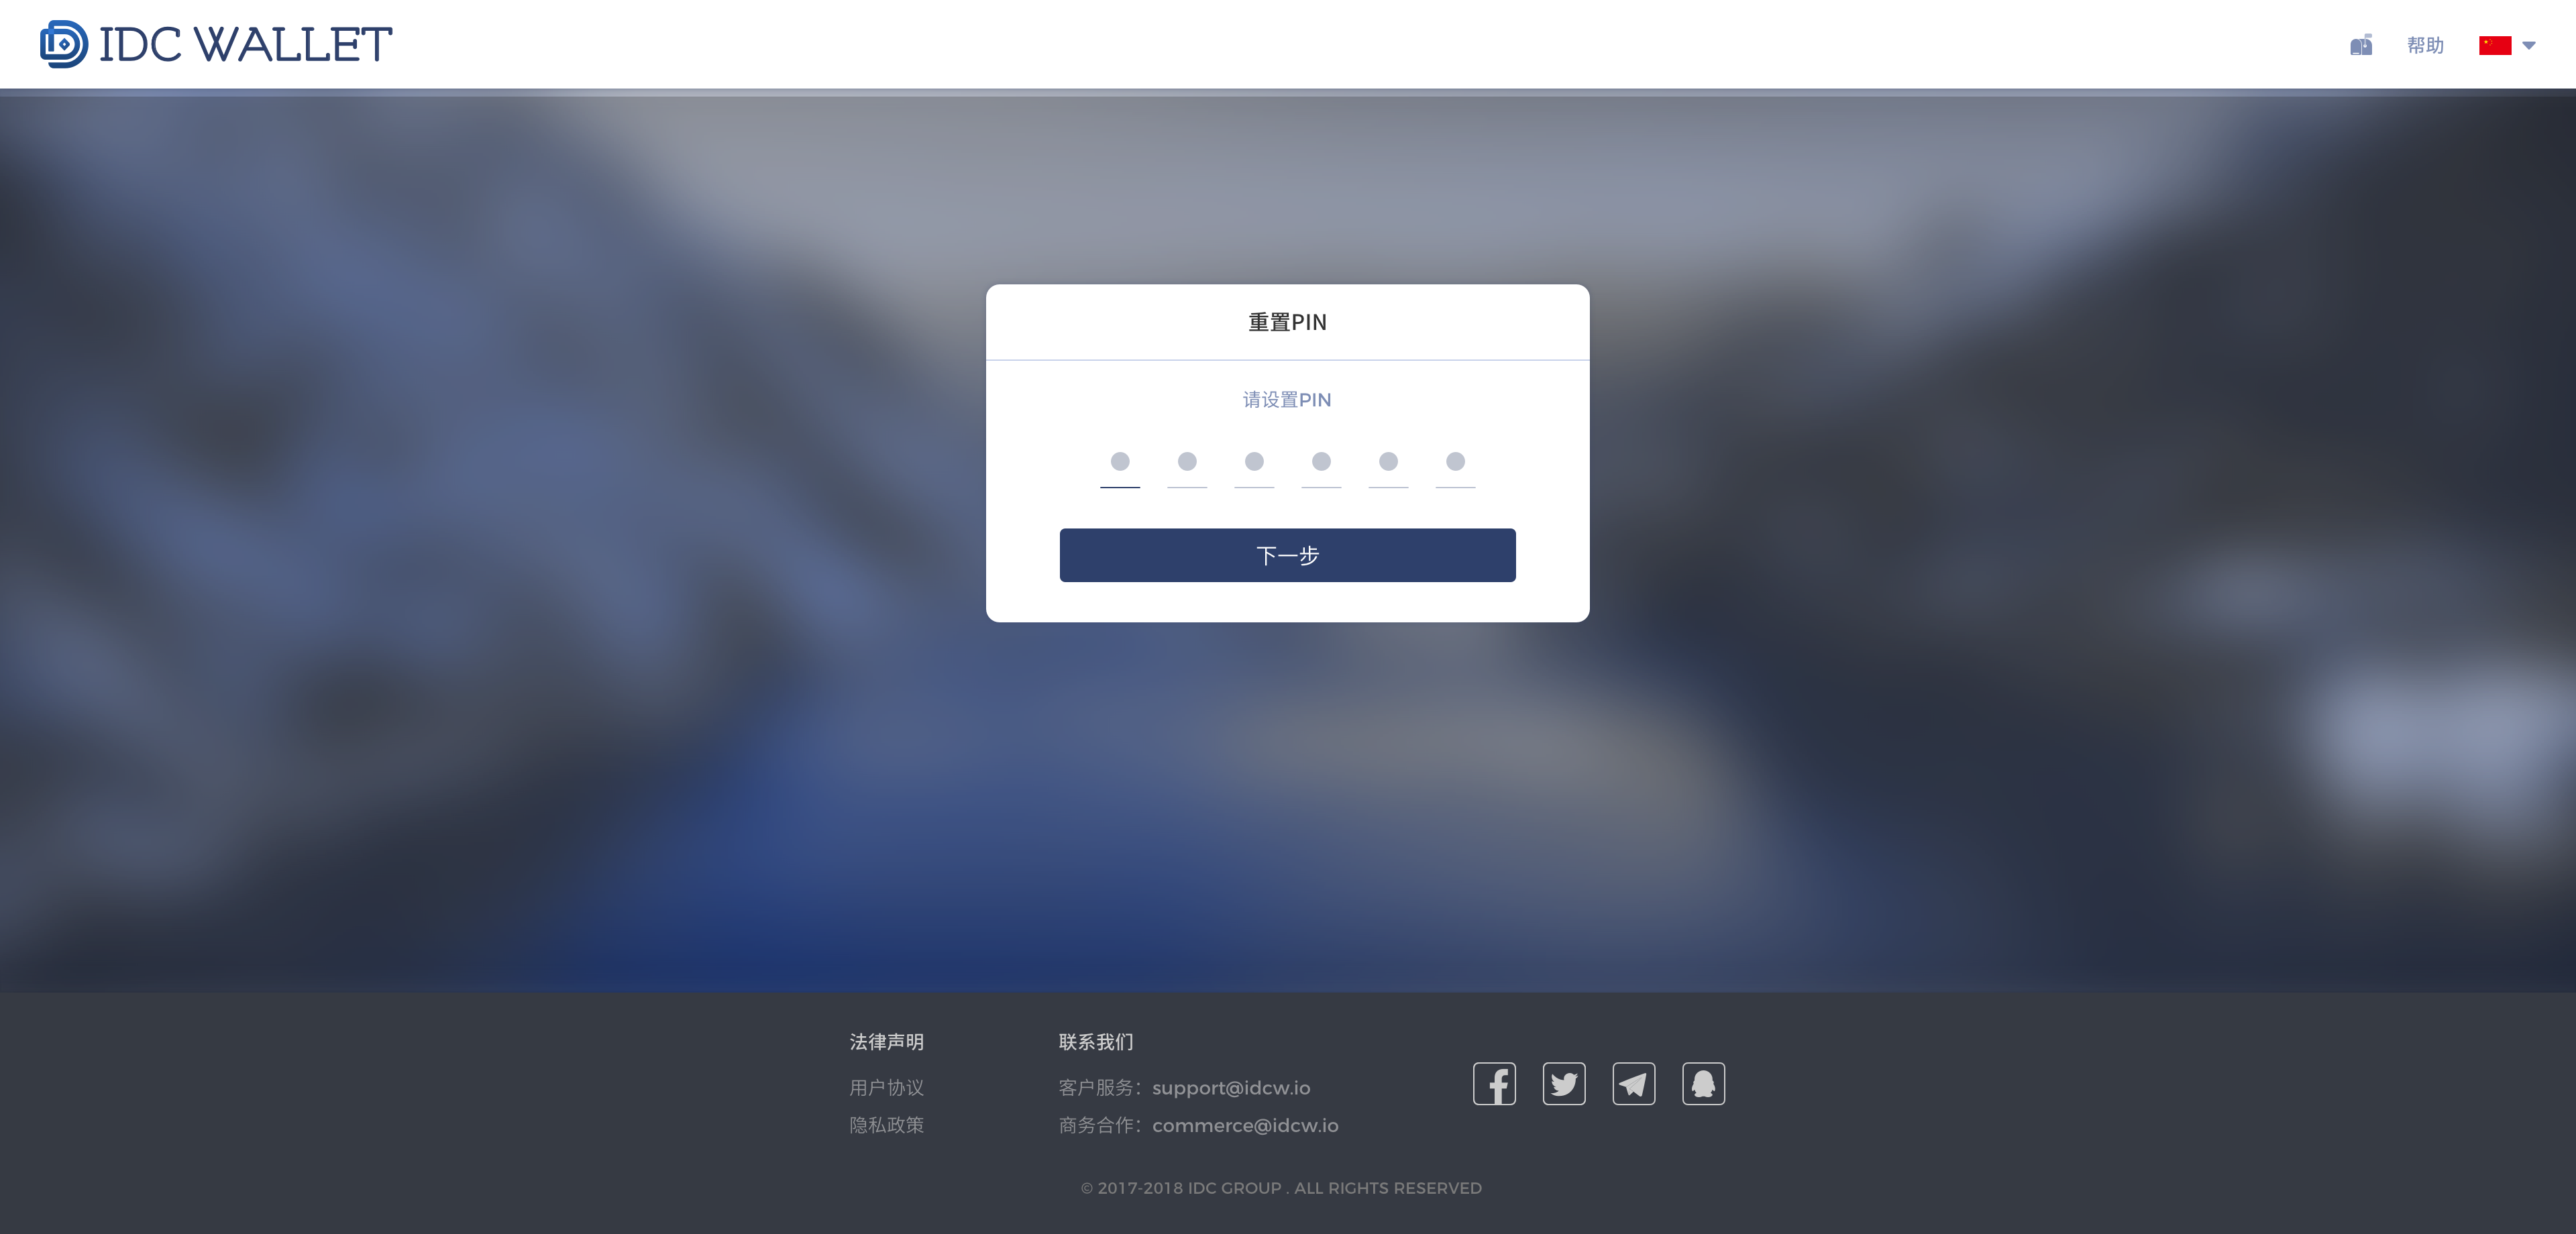 IDC WALLET
帮助
重置PIN
请设置PIN
下一步
法律声明
用户协议
隐私政策
联系我们
客户服务：support@idcw.io
商务合作：commerce@idcw.io
© 2017-2018 IDC GROUP . ALL RIGHTS RESERVED